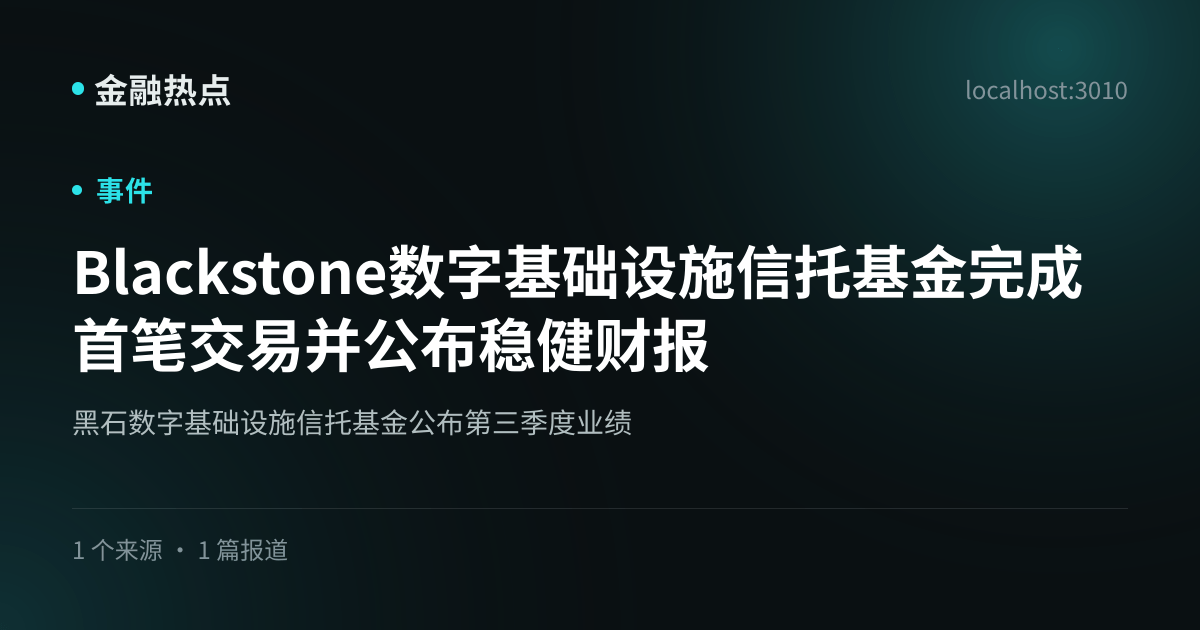 金融热点
localhost:3010
事件
Blackstone数字基础设施信托基金完成
首笔交易并公布稳健财报
黑石数字基础设施信托基金公布第三季度业绩
1 个来源 · 1 篇报道